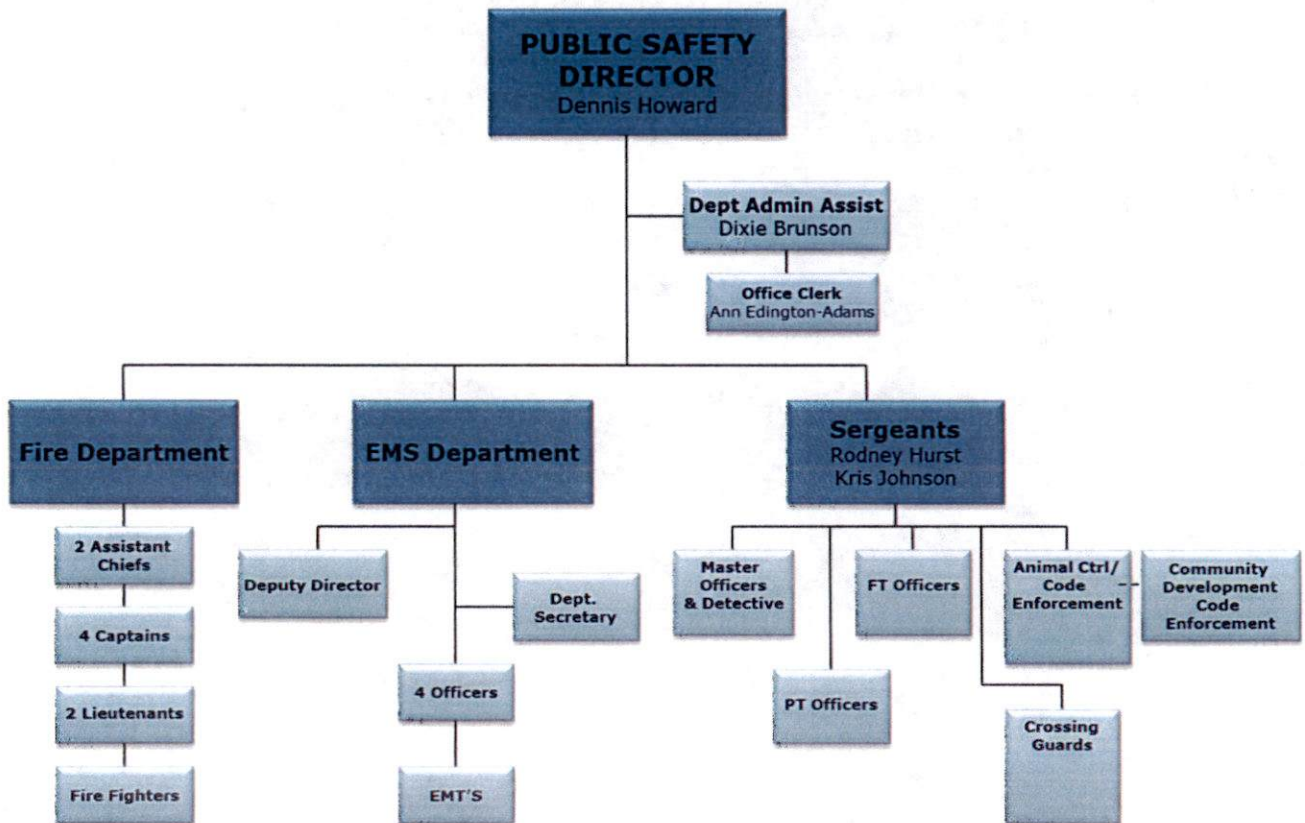 PUBLIC SAFETY
DIRECTOR
Dennis Howard
Dept Admin Assist
Dixie Brunson
Office Clerk
Ann Edington-Adams
Fire Department
2 Assistant
Chiefs
4 Captains
2 Lieutenants
Fire Fighters
EMS Department
Deputy Director
Dept.
Secretary
4 Officers
EMT'S
Sergeants
Rodney Hurst
Kris Johnson
Master
Officers
& Detective
PT Officers
FT Officers
Crossing
Guards
Animal Ctrl/
Code
Enforcement
Community
Development
Code
Enforcement